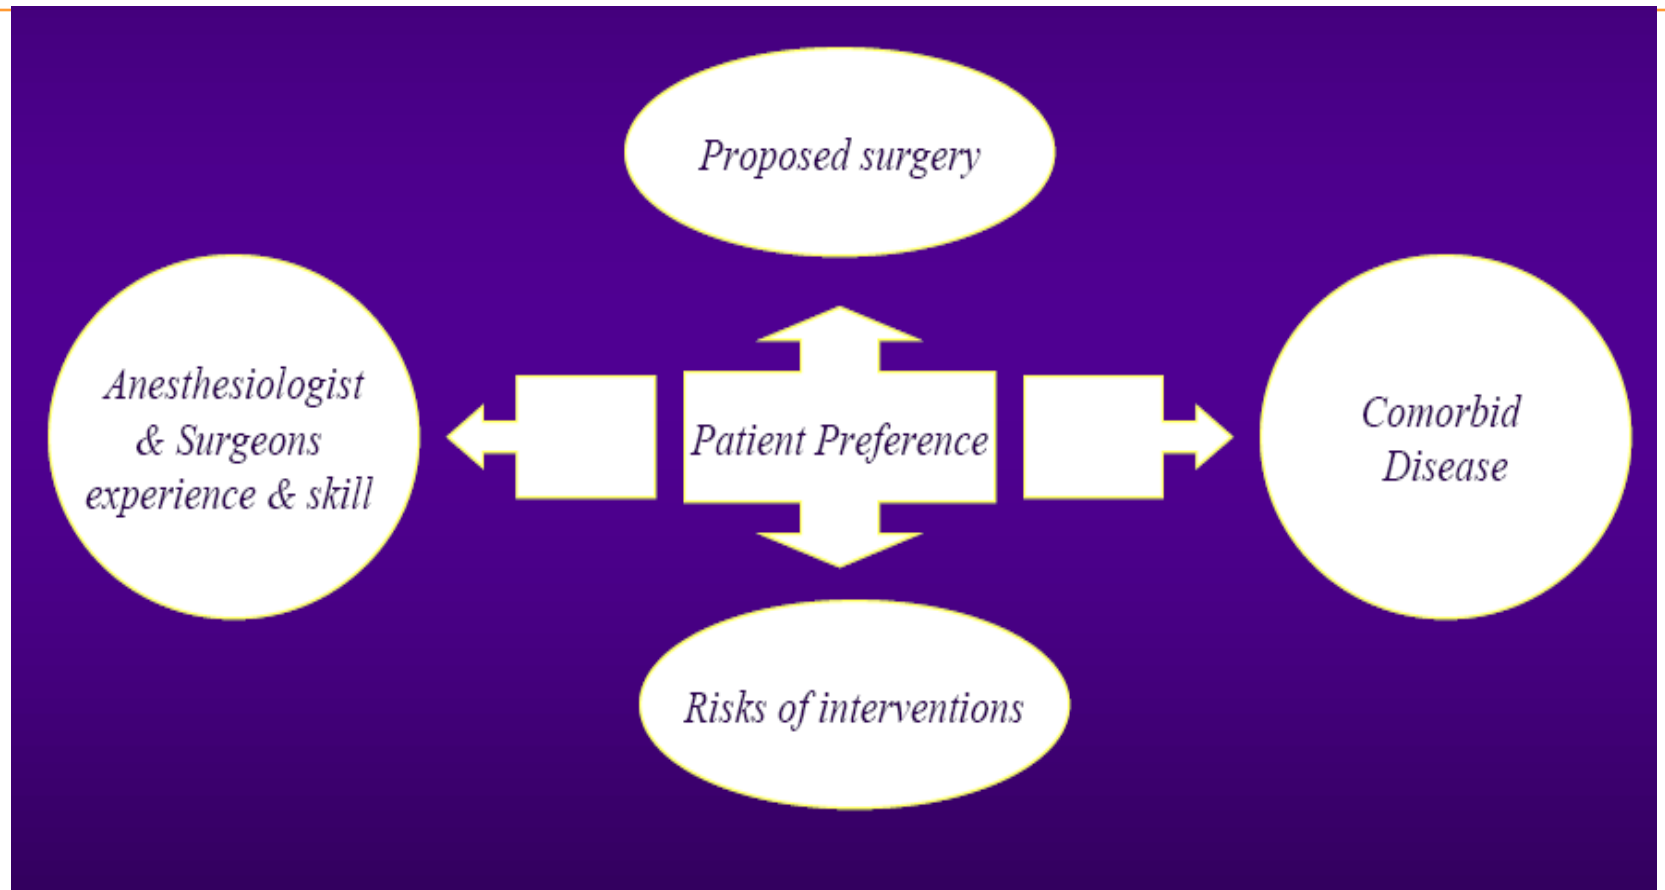 Proposed surgery
Anesthesiologist
& Surgeons
experience & skill
Patient Preference
Comorbid
Disease
Risks of interventions